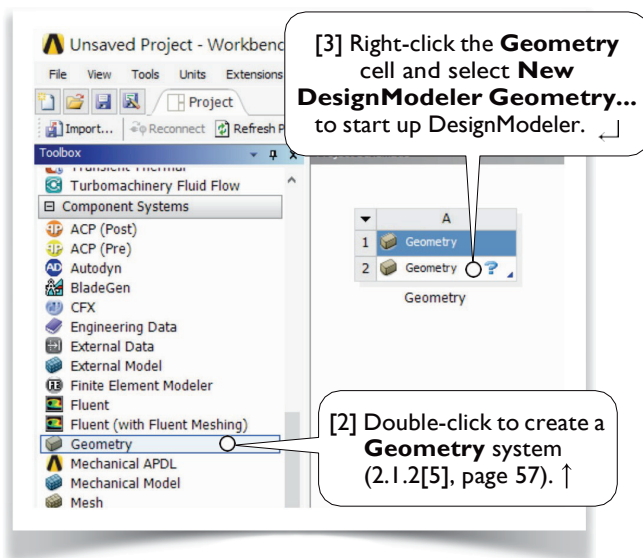 Unsaved Project - Workbenc
[3] Right-click the Geometry
cell and select New
DesignModeler Geometry...
to start up DesignModeler. ↵
File View Tools Units Extensions
Project
Import... Reconnect Refresh P
Toolbox
Transient Thermal
Turbomachinery Fluid Flow
Component Systems
ACP (Post)
ACP (Pre)
Autodyn
BladeGen
CFX
Engineering Data
External Data
External Model
Finite Element Modeler
Fluent
Fluent (with Fluent Meshing)
Geometry
Mechanical APDL
Mechanical Model
Mesh
A
1 Geometry
2 Geometry ?
Geometry
[2] Double-click to create a
Geometry system
(2.1.2[5], page 57). ↑